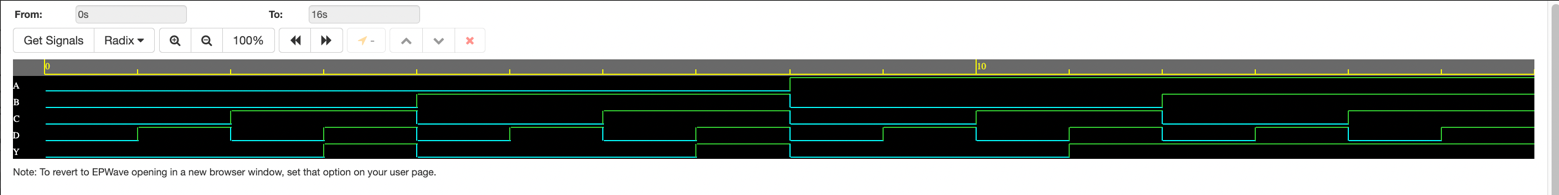 From: 0s To: 16s
Get Signals Radix 100% -
0 10
A
B
C
D
Y
Note: To revert to EPWave opening in a new browser window, set that option on your user page.